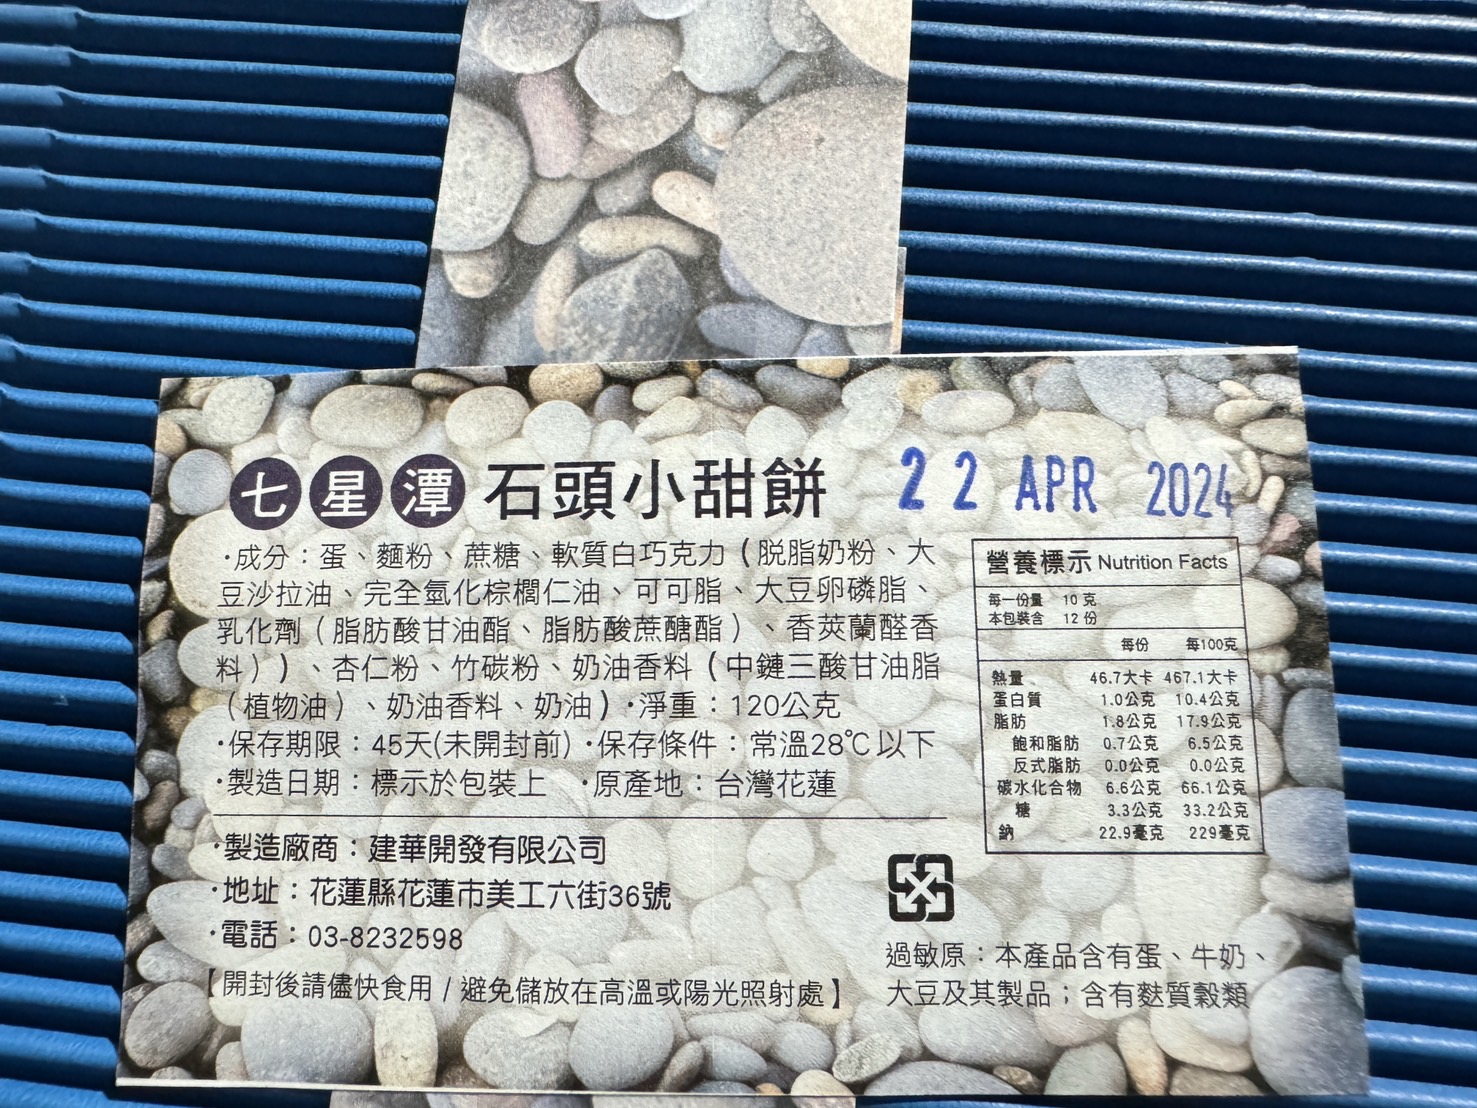 七星潭 石頭小甜餅 22 APR 2024
·成分：蛋、麵粉、蔗糖、軟質白巧克力（脫脂奶粉、大
豆沙拉油、完全氫化棕櫚仁油、可可脂、大豆卵磷脂、
乳化劑（脂肪酸甘油酯、脂肪酸蔗醣酯）、香莢蘭醛香
料））、杏仁粉、竹碳粉、奶油香料（中鏈三酸甘油脂
（植物油）、奶油香料、奶油）·淨重：120公克
·保存期限：45天(未開封前) ·保存條件：常溫28℃以下
·製造日期：標示於包裝上 ·原產地：台灣花蓮
·製造廠商：建華開發有限公司
·地址：花蓮縣花蓮市美工六街36號
·電話：03-8232598
【開封後請儘快食用 / 避免儲放在高溫或陽光照射處】
營養標示 Nutrition Facts
每一份量 10 克
本包裝含 12 份
每份 每100克
熱量 46.7大卡 467.1大卡
蛋白質 1.0公克 10.4公克
脂肪 1.8公克 17.9公克
飽和脂肪 0.7公克 6.5公克
反式脂肪 0.0公克 0.0公克
碳水化合物 6.6公克 66.1公克
糖 3.3公克 33.2公克
鈉 22.9毫克 229毫克
過敏原：本產品含有蛋、牛奶、
大豆及其製品；含有麩質穀類